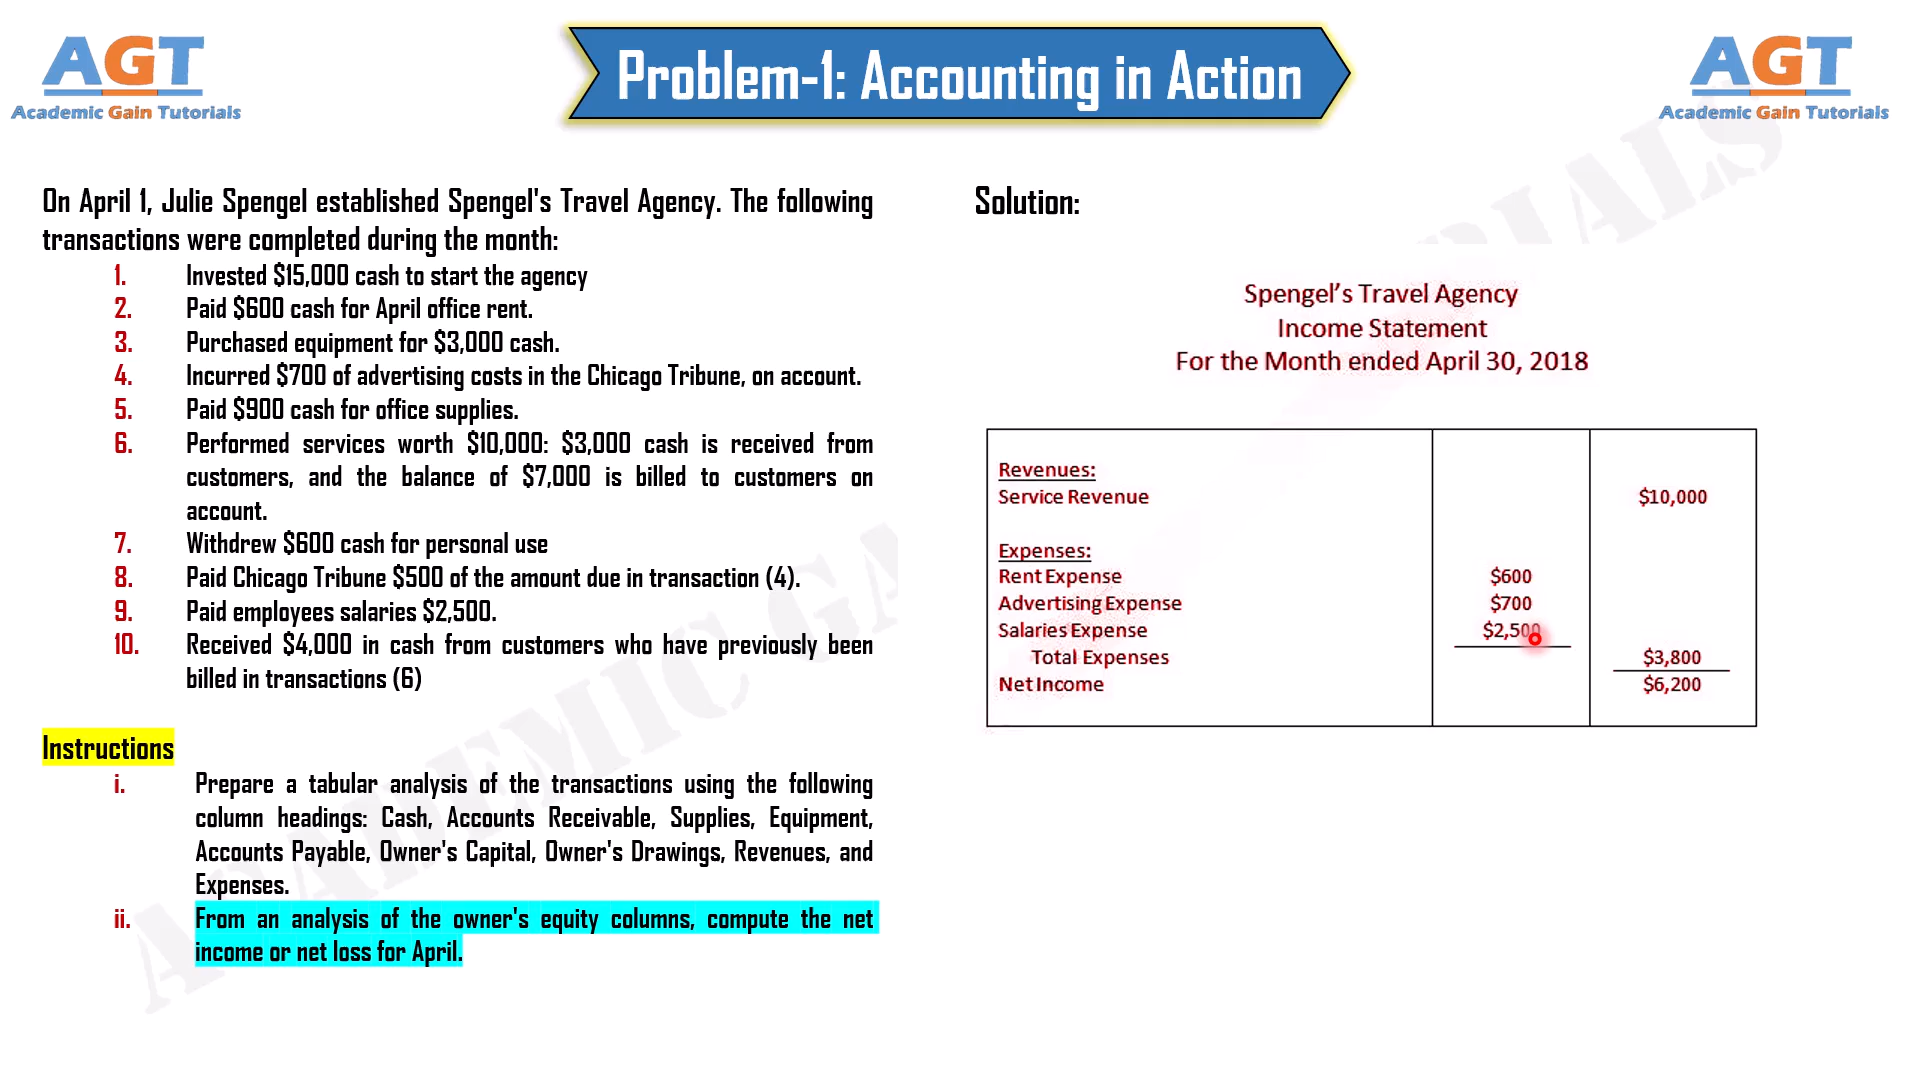 AGT
Academic Gain Tutorials
Problem-1: Accounting in Action
AGT
Academic Gain Tutorials
On April 1, Julie Spengel established Spengel's Travel Agency. The following
transactions were completed during the month:
1. Invested $15,000 cash to start the agency
2. Paid $600 cash for April office rent.
3. Purchased equipment for $3,000 cash.
4. Incurred $700 of advertising costs in the Chicago Tribune, on account.
5. Paid $900 cash for office supplies.
6. Performed services worth $10,000: $3,000 cash is received from
customers, and the balance of $7,000 is billed to customers on
account.
7. Withdrew $600 cash for personal use
8. Paid Chicago Tribune $500 of the amount due in transaction (4).
9. Paid employees salaries $2,500.
10. Received $4,000 in cash from customers who have previously been
billed in transactions (6)
Instructions
i. Prepare a tabular analysis of the transactions using the following
column headings: Cash, Accounts Receivable, Supplies, Equipment,
Accounts Payable, Owner's Capital, Owner's Drawings, Revenues, and
Expenses.
ii. From an analysis of the owner's equity columns, compute the net
income or net loss for April.
Solution:
Spengel's Travel Agency
Income Statement
For the Month ended April 30, 2018
Revenues:
Service Revenue $10,000
Expenses:
Rent Expense $600
Advertising Expense $700
Salaries Expense $2,500
Total Expenses $3,800
Net Income $6,200